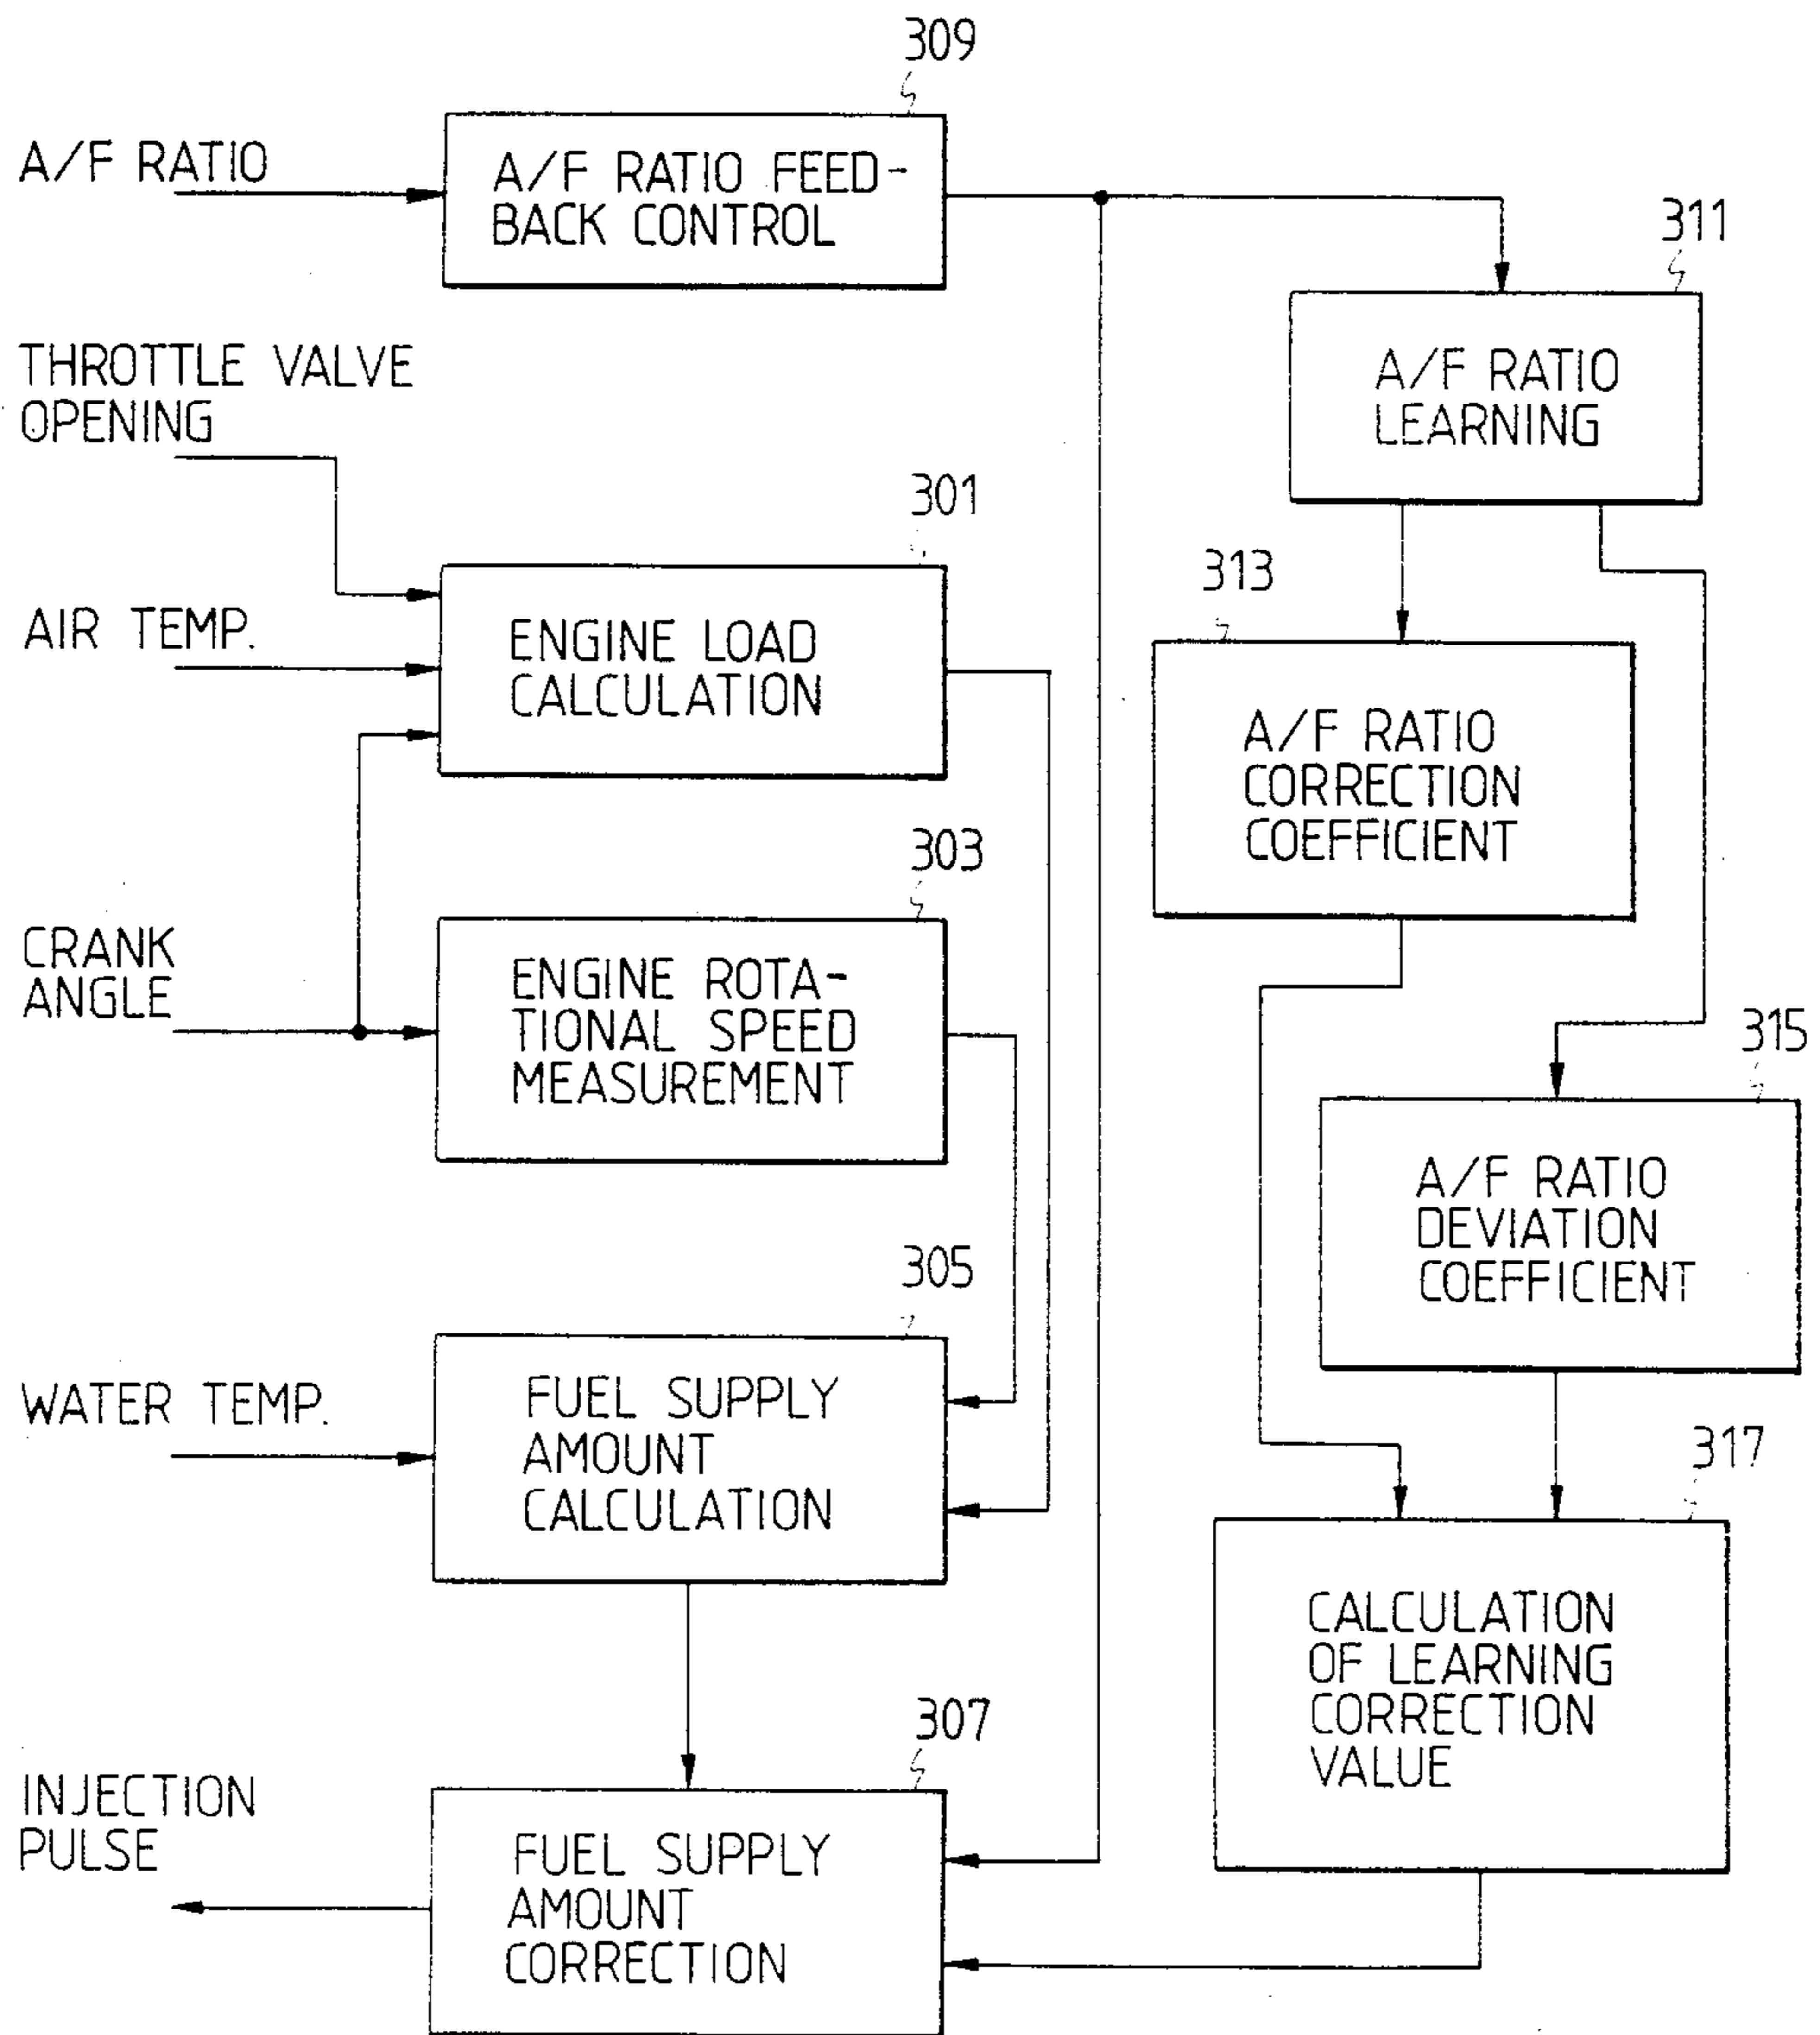 309
A/F RATIO
A/F RATIO FEED-
BACK CONTROL
311
A/F RATIO
LEARNING
THROTTLE VALVE
OPENING
301
AIR TEMP.
ENGINE LOAD
CALCULATION
313
A/F RATIO
CORRECTION
COEFFICIENT
303
CRANK
ANGLE
ENGINE ROTA-
TIONAL SPEED
MEASUREMENT
315
A/F RATIO
DEVIATION
COEFFICIENT
305
WATER TEMP.
FUEL SUPPLY
AMOUNT
CALCULATION
317
CALCULATION
OF LEARNING
CORRECTION
VALUE
307
INJECTION
PULSE
FUEL SUPPLY
AMOUNT
CORRECTION